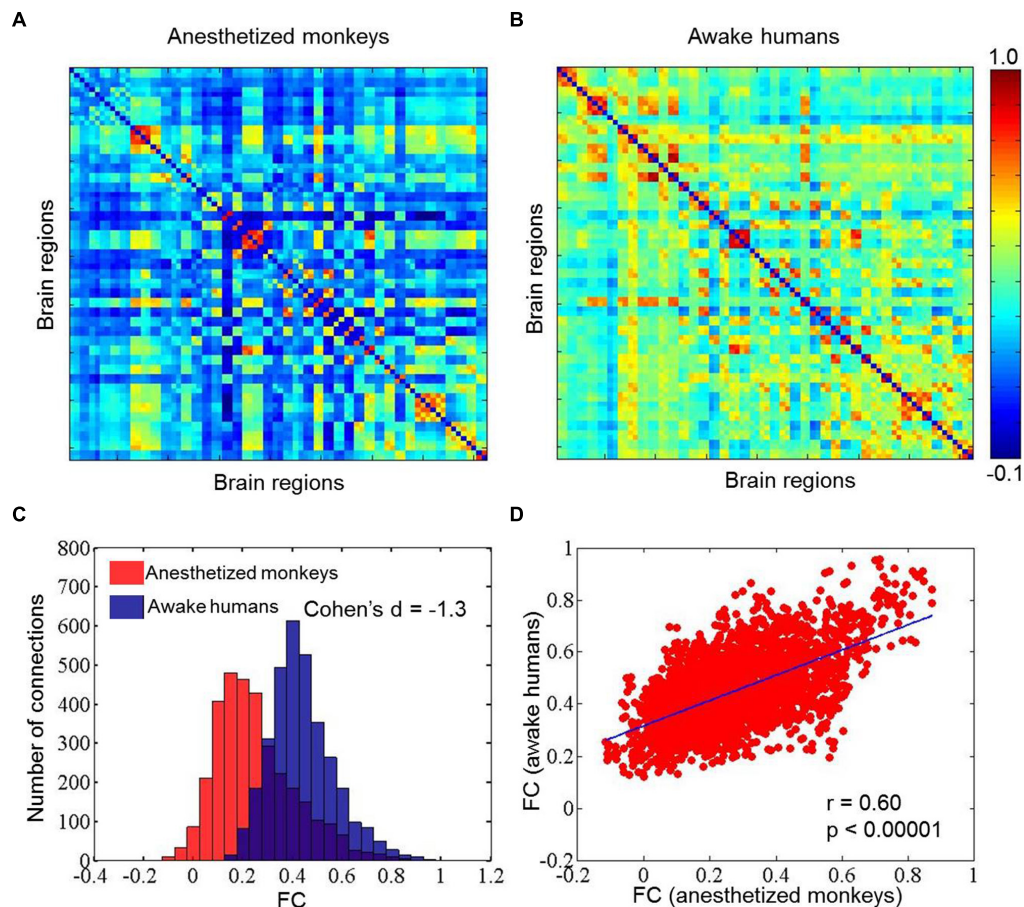 A
Anesthetized monkeys
Brain regions
Brain regions
B
Awake humans
Brain regions
Brain regions
1.0
-0.1
C
800
700
600
500
400
300
200
100
0
Number of connections
Anesthetized monkeys
Awake humans
Cohen's d = -1.3
-0.4
-0.2
0
0.2
0.4
0.6
0.8
1
1.2
FC
D
1
0.8
0.6
0.4
0.2
0
-0.2
FC (awake humans)
r = 0.60
p < 0.00001
-0.2
0
0.2
0.4
0.6
0.8
1
FC (anesthetized monkeys)